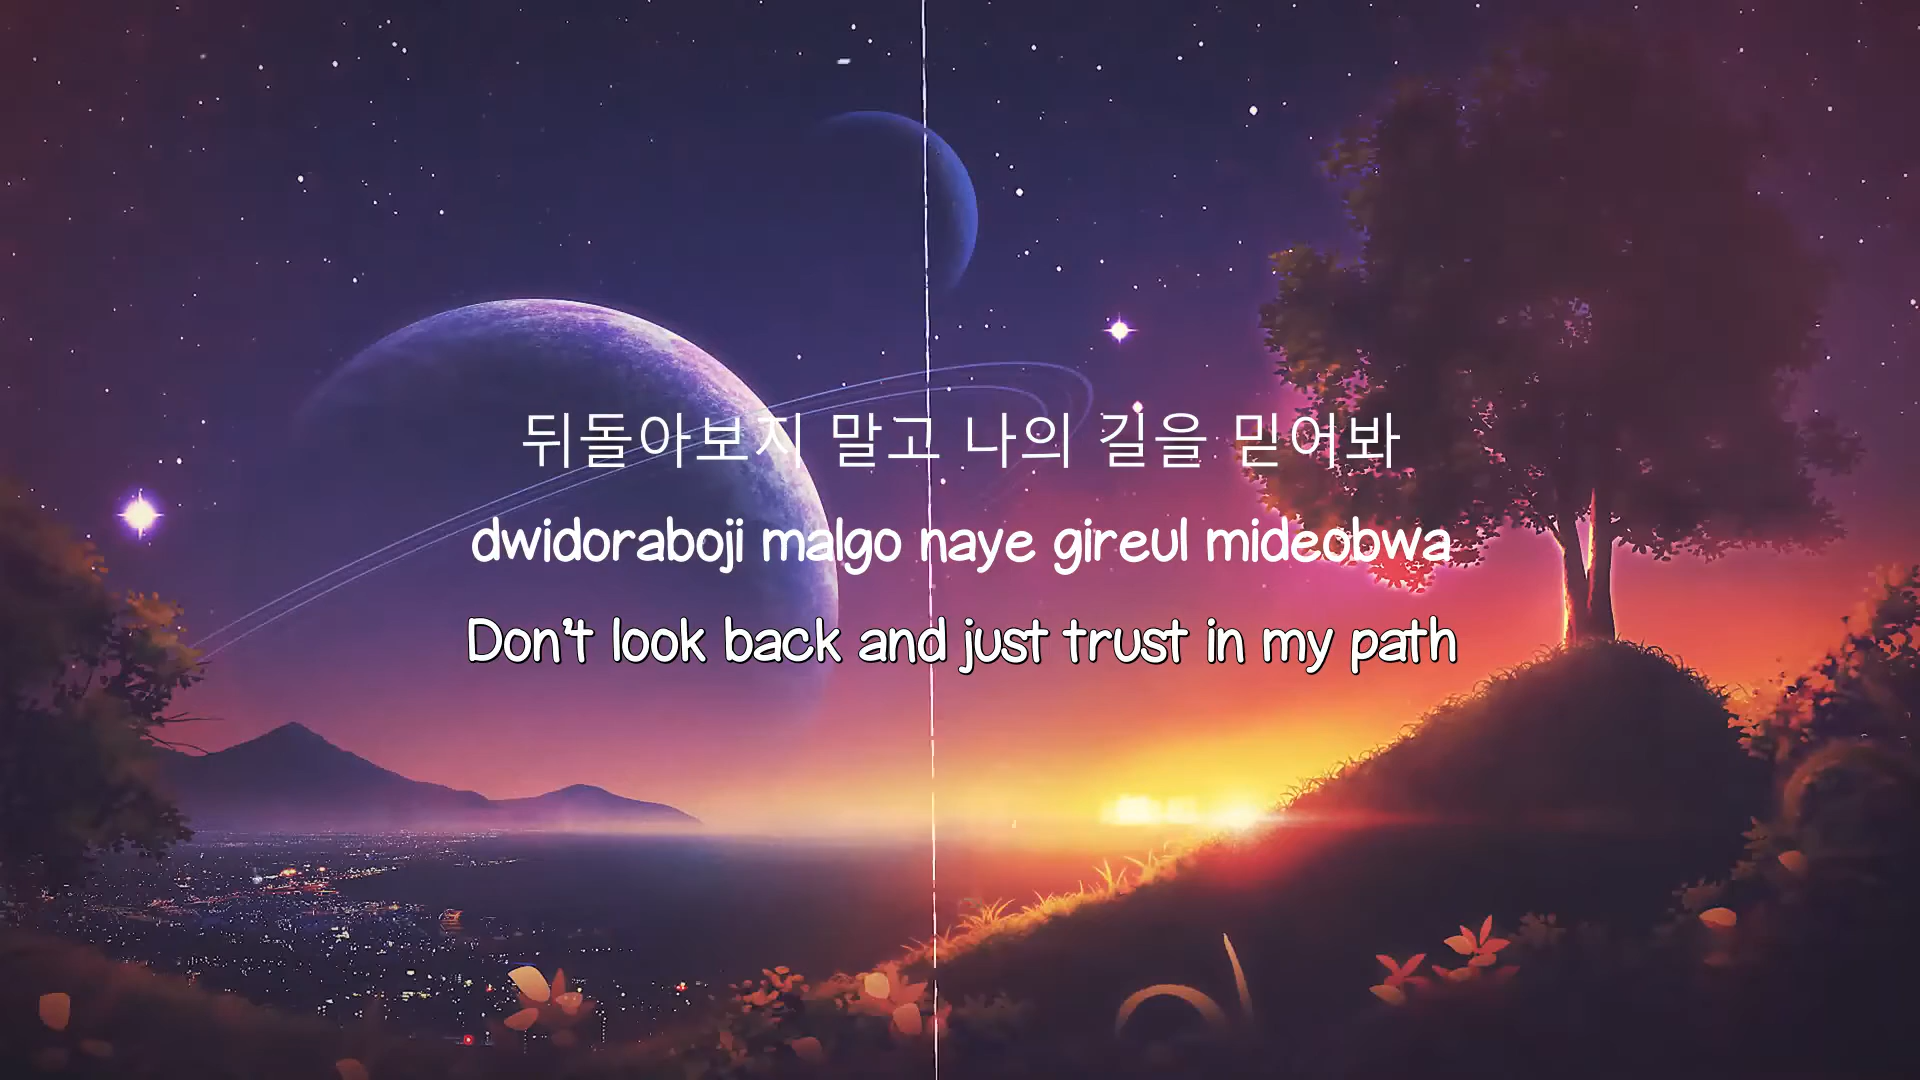 뒤돌아보지 말고 나의 길을 믿어봐
dwidoraboji malgo naye gireul mideobwa
Don't look back and just trust in my path